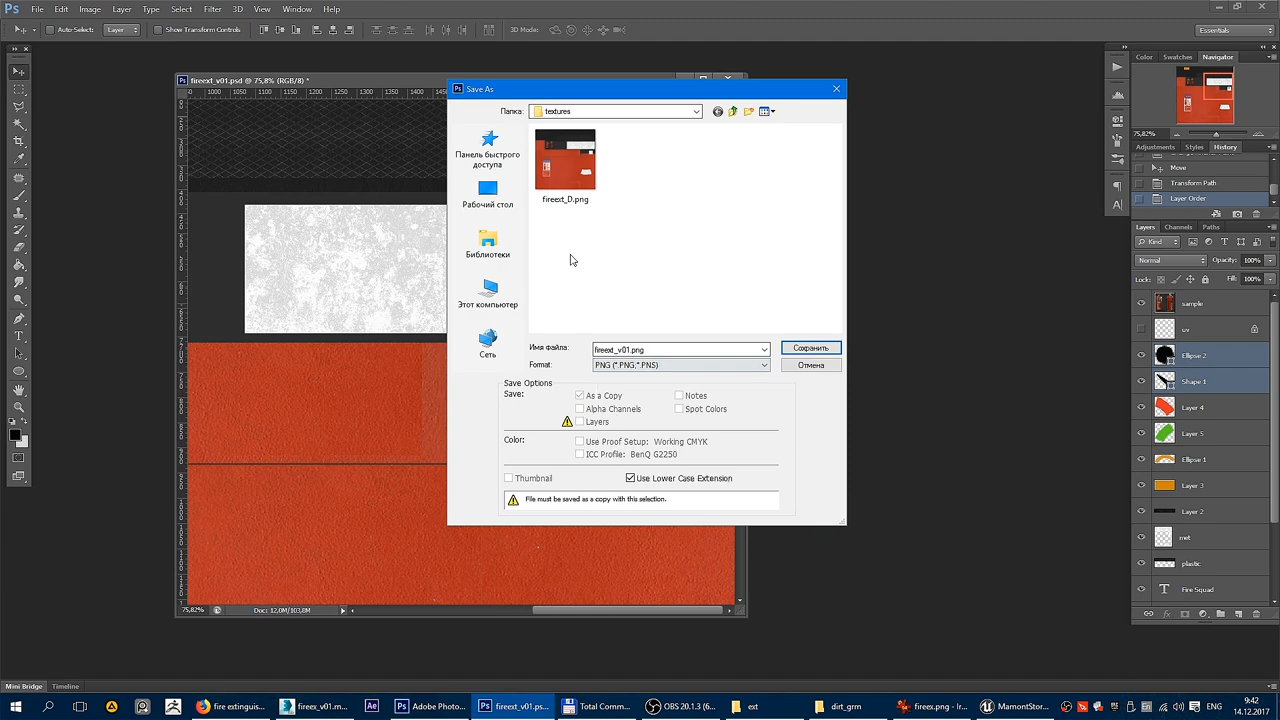 Ps File Edit Image Layer Type Select Filter 3D View Window Help
Auto-Select: Layer Show Transform Controls 3D Mode: Essentials
Ps fireext_v01.psd @ 75,8% (RGB/8) *
Ps Save As
Папка: textures
fireext_D.png
Панель быстрого
доступа
Рабочий стол
Библиотеки
Этот компьютер
Сеть
Имя файла: fireext_v01.png Сохранить
Format: PNG (*.PNG;*.PNS) Отмена
Save Options
Save: As a Copy Notes
Alpha Channels Spot Colors
Layers
Color: Use Proof Setup: Working CMYK
ICC Profile: BenQ G2250
Thumbnail Use Lower Case Extension
File must be saved as a copy with this selection.
75,82% Doc: 12,0M/103,8M
Color Swatches Navigator
75,82%
Adjustments Styles History
Move
Transform Path
Layer Order
Layers Channels Paths
Kind
Normal Opacity: 100%
Lock: Fill: 100%
sample
uv
Ellipse 2
Shape 1
Layer 4
Layer 5
Ellipse 1
Layer 3
Layer 2
met
plastic
T Fire Squad
Mini Bridge Timeline
fire extinguis... fireex_v01.m... Ae Ps Adobe Photo... Ps fireext_v01.ps... Total Comm... OBS 20.1.3 (6... ext dirt_grm fireex.png - Ir... MamontStor...
9:42
14.12.2017